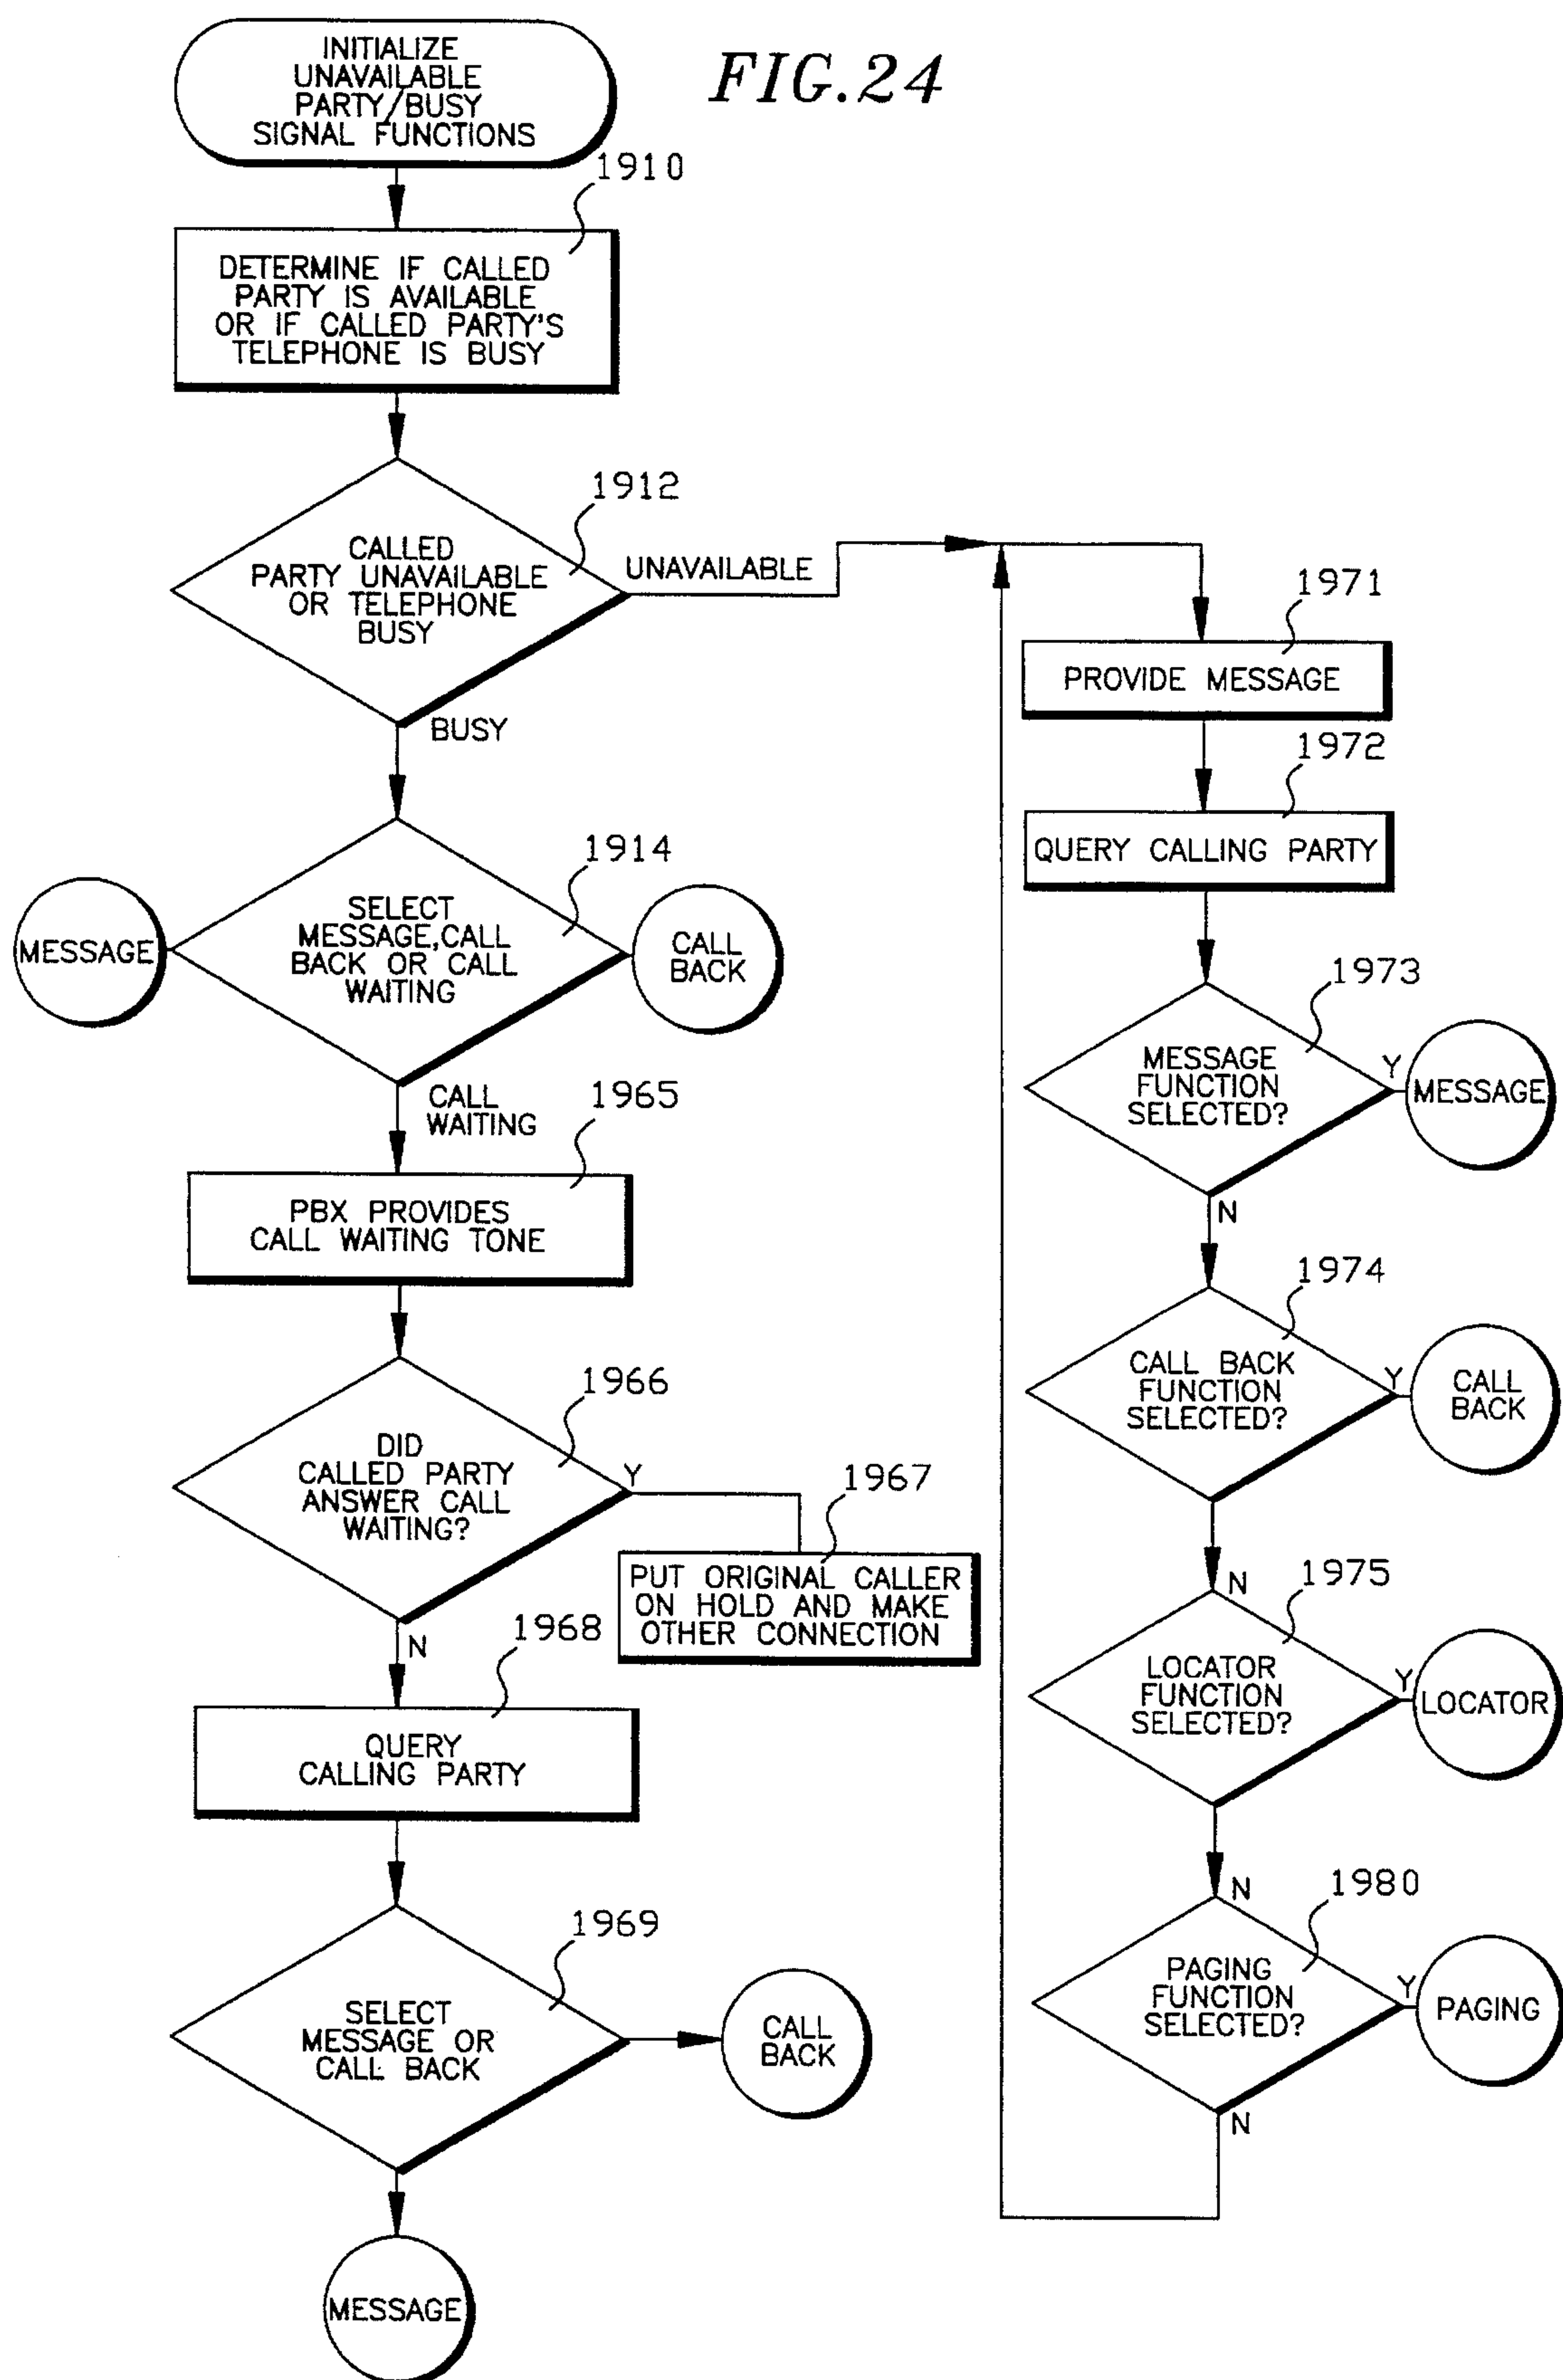 INITIALIZE
UNAVAILABLE
PARTY/BUSY
SIGNAL FUNCTIONS
FIG.24
1910
DETERMINE IF CALLED
PARTY IS AVAILABLE
OR IF CALLED PARTY'S
TELEPHONE IS BUSY
1912
CALLED
PARTY UNAVAILABLE
OR TELEPHONE
BUSY
UNAVAILABLE
BUSY
1914
SELECT
MESSAGE,CALL
BACK OR CALL
WAITING
MESSAGE
CALL
BACK
CALL
WAITING
1965
PBX PROVIDES
CALL WAITING TONE
1966
DID
CALLED PARTY
ANSWER CALL
WAITING?
Y
1967
PUT ORIGINAL CALLER
ON HOLD AND MAKE
OTHER CONNECTION
N
1968
QUERY
CALLING PARTY
1969
SELECT
MESSAGE OR
CALL BACK
CALL
BACK
MESSAGE
1971
PROVIDE MESSAGE
1972
QUERY CALLING PARTY
1973
MESSAGE
FUNCTION
SELECTED?
Y
MESSAGE
N
1974
CALL BACK
FUNCTION
SELECTED?
Y
CALL
BACK
N
1975
LOCATOR
FUNCTION
SELECTED?
Y
LOCATOR
N
1980
PAGING
FUNCTION
SELECTED?
Y
PAGING
N